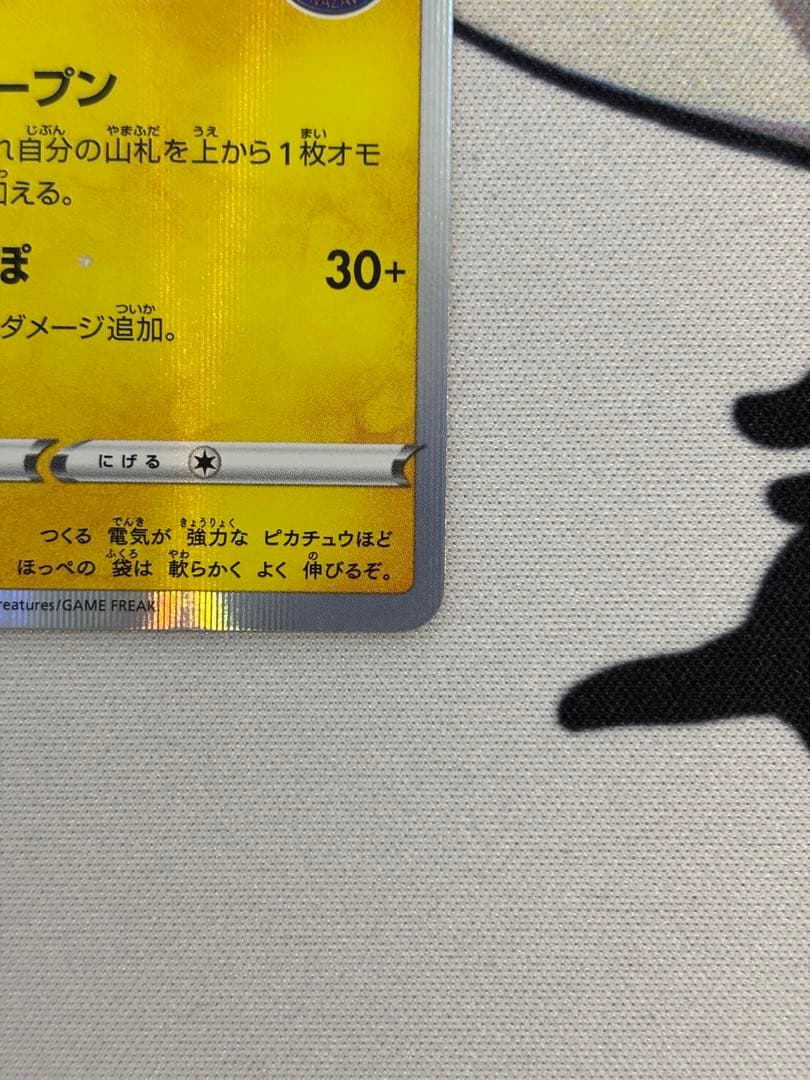 ープン
れ自分の山札を上から1枚オモ
加える。
ぽ 30+
ダメージ追加。
にげる
つくる 電気が 強力な ピカチュウほど
ほっぺの 袋は 軟らかく よく 伸びるぞ。
reatures/GAME FREAK